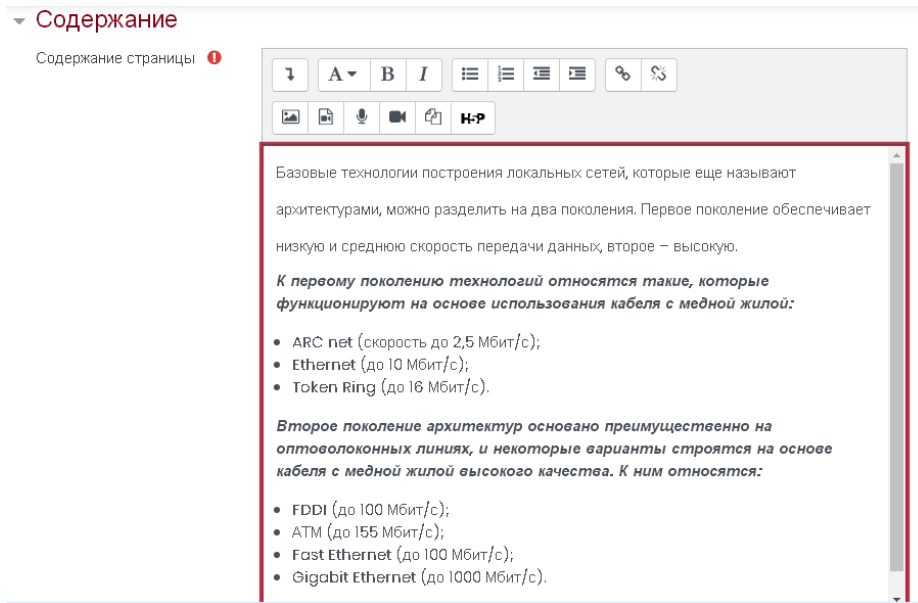 Содержание
Содержание страницы
A B I
H-P
Базовые технологии построения локальных сетей, которые еще называют
архитектурами, можно разделить на два поколения. Первое поколение обеспечивает
низкую и среднюю скорость передачи данных, второе – высокую.
К первому поколению технологий относятся такие, которые
функционируют на основе использования кабеля с медной жилой:
• ARC net (скорость до 2,5 Мбит/с);
• Ethernet (до 10 Мбит/с);
• Token Ring (до 16 Мбит/с).
Второе поколение архитектур основано преимущественно на
оптоволоконных линиях, и некоторые варианты строятся на основе
кабеля с медной жилой высокого качества. К ним относятся:
• FDDI (до 100 Мбит/с);
• ATM (до 155 Мбит/с);
• Fast Ethernet (до 100 Мбит/с);
• Gigabit Ethernet (до 1000 Мбит/с).